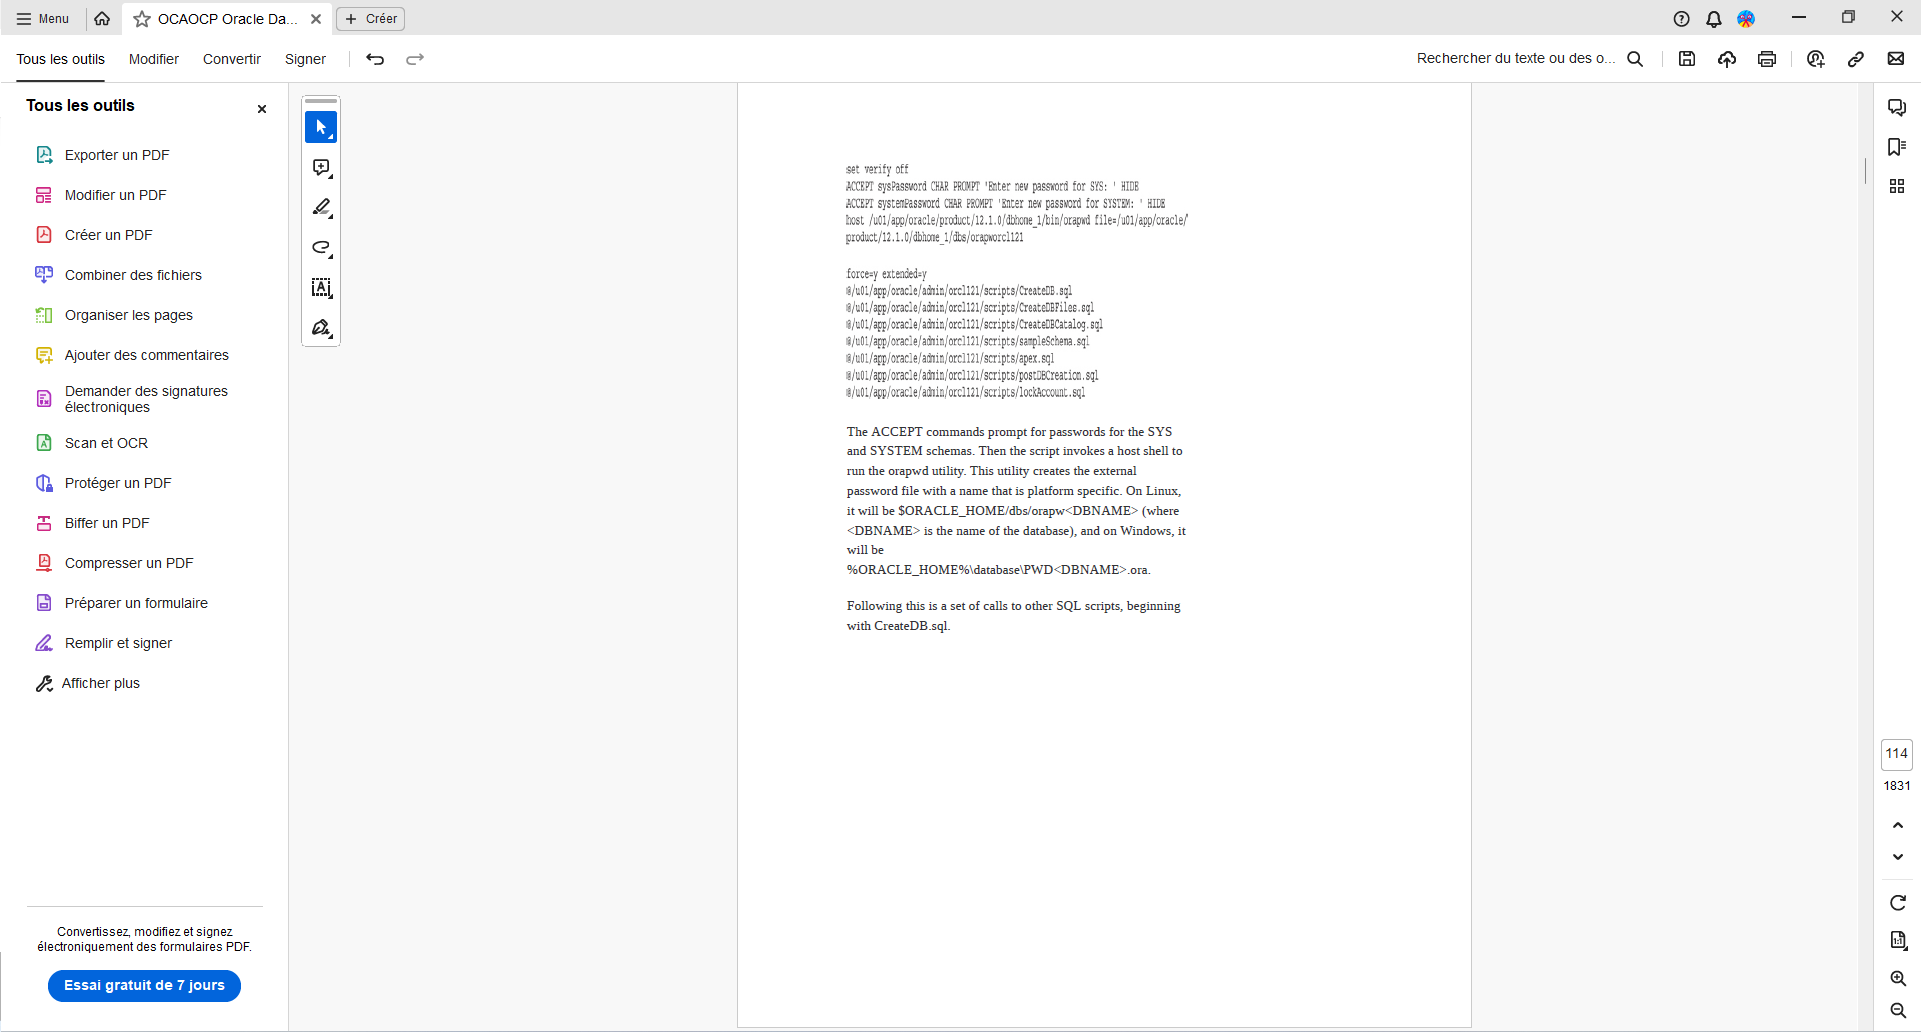 Menu
OCAOCP Oracle Da...
Créer
Tous les outils
Modifier
Convertir
Signer
Rechercher du texte ou des o...
Tous les outils
Exporter un PDF
Modifier un PDF
Créer un PDF
Combiner des fichiers
Organiser les pages
Ajouter des commentaires
Demander des signatures
électroniques
Scan et OCR
Protéger un PDF
Biffer un PDF
Compresser un PDF
Préparer un formulaire
Remplir et signer
Afficher plus
Convertissez, modifiez et signez
électroniquement des formulaires PDF.
Essai gratuit de 7 jours
set verify off
ACCEPT sysPassword CHAR PROMPT 'Enter new password for SYS: ' HIDE
ACCEPT systemPassword CHAR PROMPT 'Enter new password for SYSTEM: ' HIDE
host /u01/app/oracle/product/12.1.0/dbhome_1/bin/orapwd file=/u01/app/oracle/'
product/12.1.0/dbhome_1/dbs/orapworcl121
force=y extended=y
@/u01/app/oracle/admin/orcl121/scripts/CreateDB.sql
@/u01/app/oracle/admin/orcl121/scripts/CreateDBFiles.sql
@/u01/app/oracle/admin/orcl121/scripts/CreateDBCatalog.sql
@/u01/app/oracle/admin/orcl121/scripts/sampleSchema.sql
@/u01/app/oracle/admin/orcl121/scripts/apex.sql
@/u01/app/oracle/admin/orcl121/scripts/postDBCreation.sql
@/u01/app/oracle/admin/orcl121/scripts/lockAccount.sql
The ACCEPT commands prompt for passwords for the SYS
and SYSTEM schemas. Then the script invokes a host shell to
run the orapwd utility. This utility creates the external
password file with a name that is platform specific. On Linux,
it will be $ORACLE_HOME/dbs/orapw<DBNAME> (where
<DBNAME> is the name of the database), and on Windows, it
will be
%ORACLE_HOME%\database\PWD<DBNAME>.ora.
Following this is a set of calls to other SQL scripts, beginning
with CreateDB.sql.
114
1831
1:1